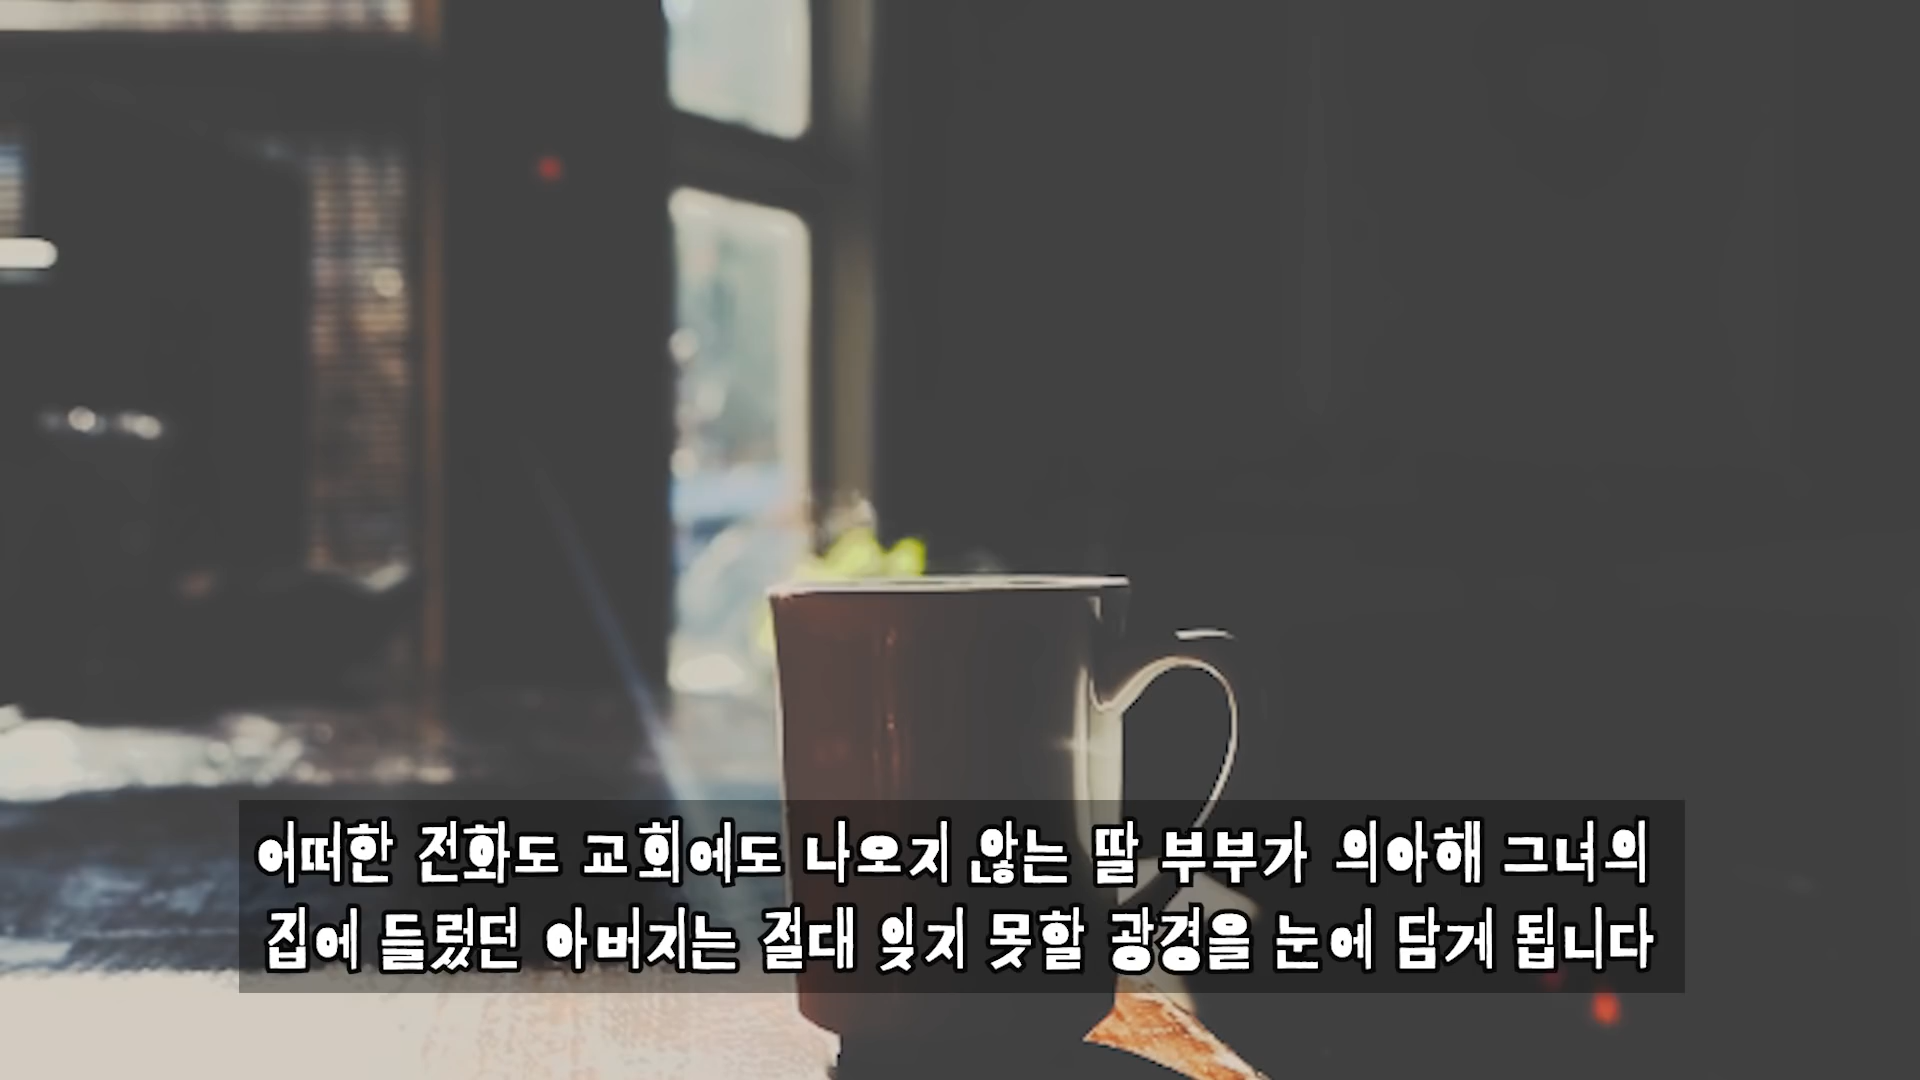 어떠한 전화도 교회에도 나오지 않는 딸 부부가 의아해 그녀의
집에 들렀던 아버지는 절대 잊지 못할 광경을 눈에 담게 됩니다